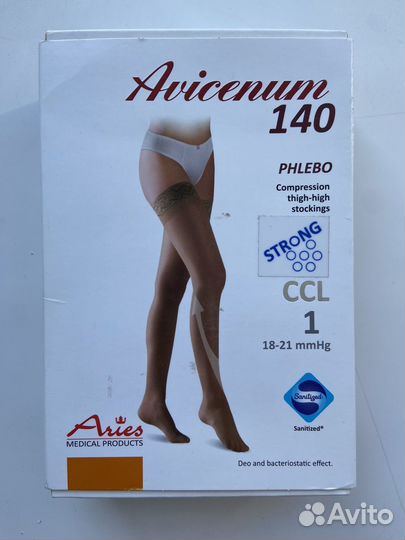 Avicenum
140
PHLEBO
Compression
thigh-high
stockings
STRONG
CCL
1
18-21 mmHg
Sanitized
Sanitized®
Aries
MEDICAL PRODUCTS
Deo and bacteriostatic effect.
Avito